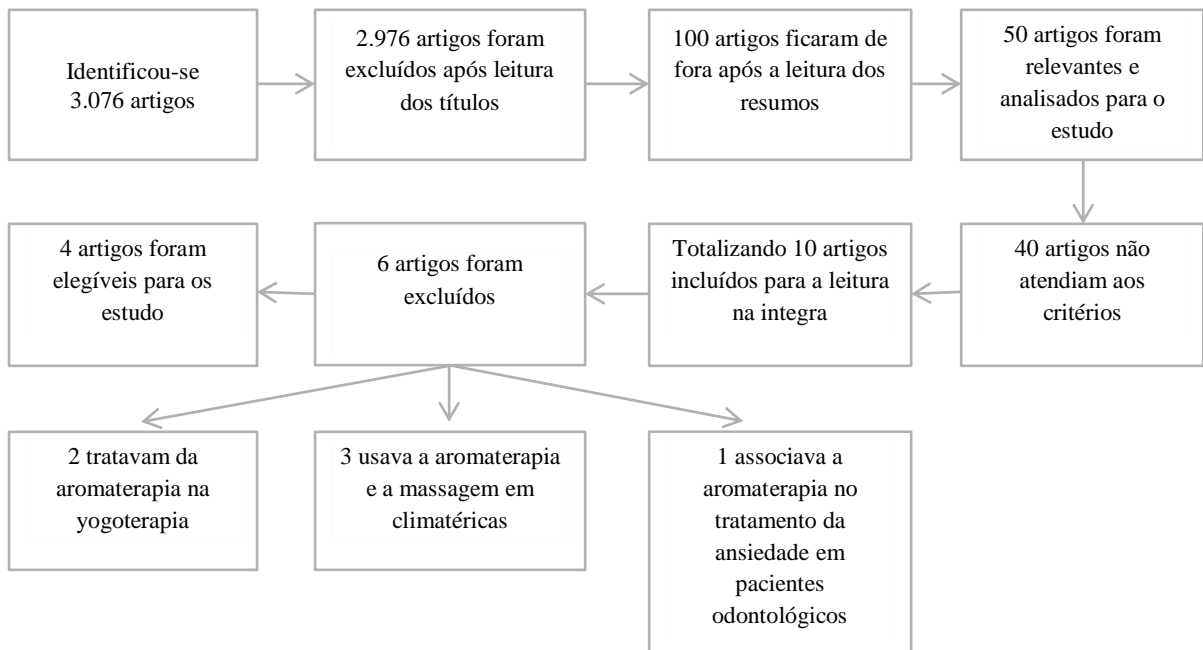 Identificou-se
3.076 artigos
2.976 artigos foram
excluídos após leitura
dos títulos
100 artigos ficaram de
fora após a leitura dos
resumos
50 artigos foram
relevantes e
analisados para o
estudo
40 artigos não
atendiam aos
critérios
Totalizando 10 artigos
incluídos para a leitura
na integra
6 artigos foram
excluídos
4 artigos foram
elegíveis para os
estudo
2 tratavam da
aromaterapia na
yogoterapia
3 usava a aromaterapia
e a massagem em
climatéricas
1 associava a
aromaterapia no
tratamento da
ansiedade em
pacientes
odontológicos